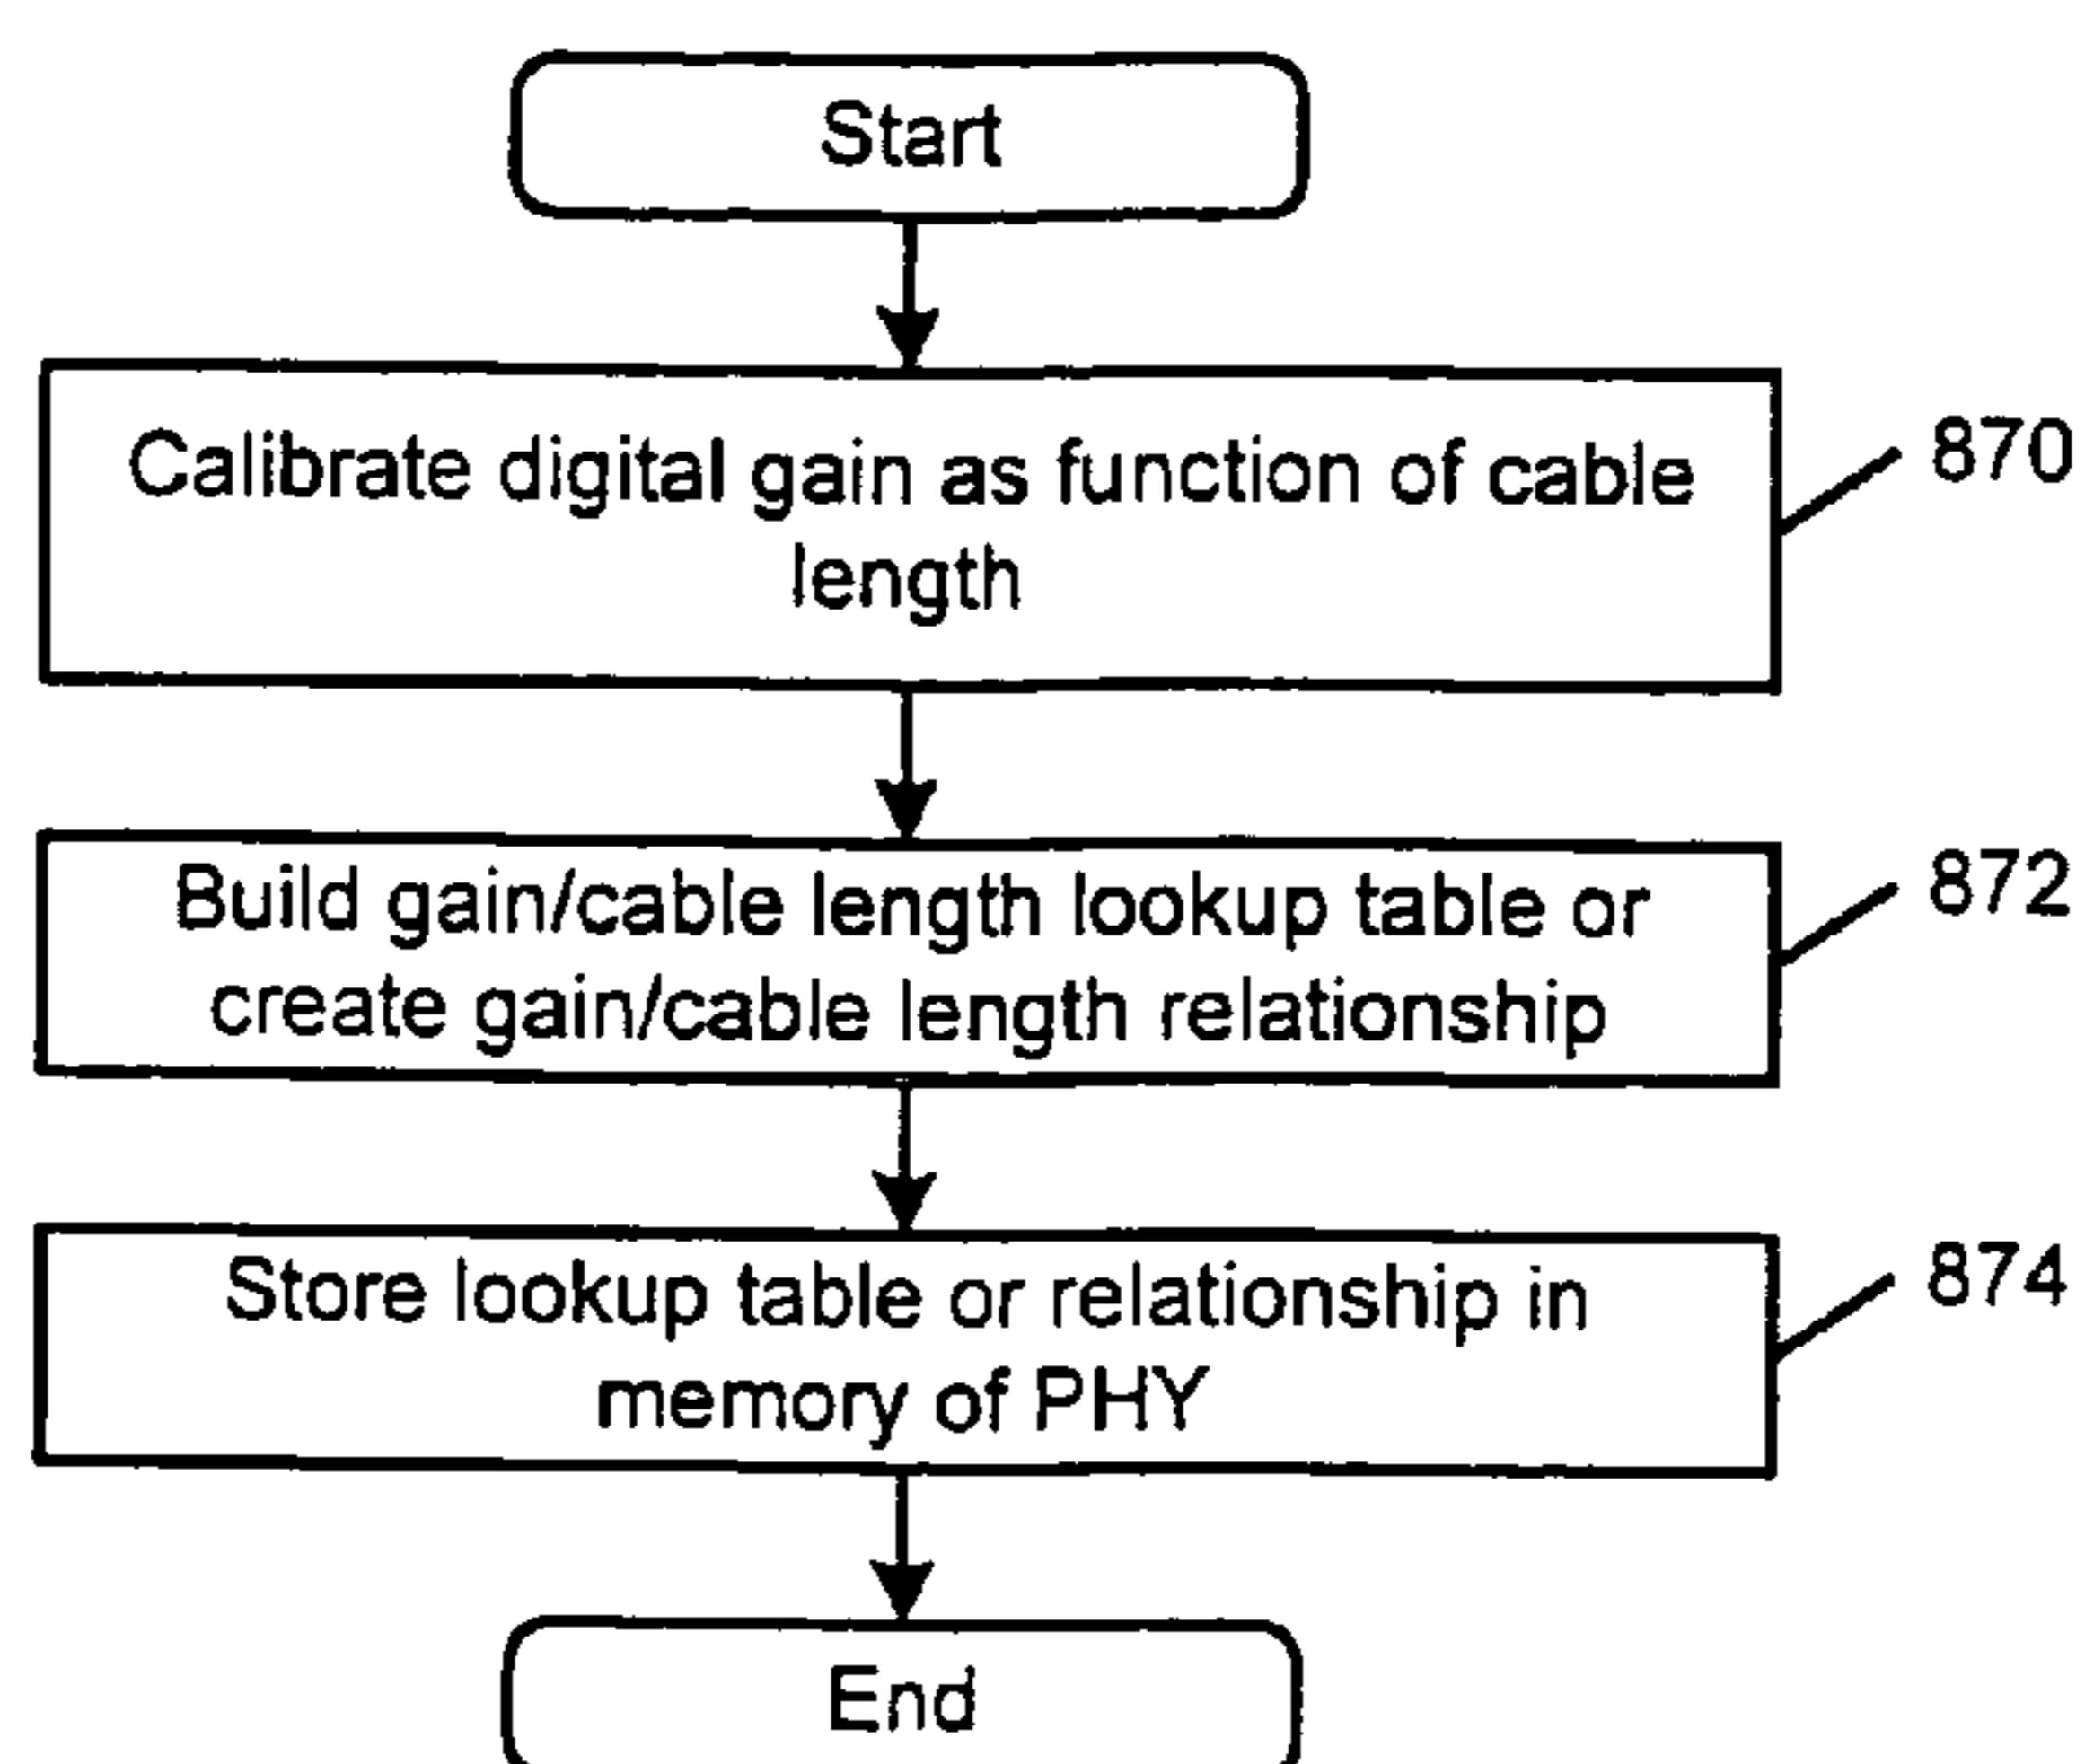 Start
Calibrate digital gain as function of cable
length
870
Build gain/cable length lookup table or
create gain/cable length relationship
872
Store lookup table or relationship in
memory of PHY
874
End